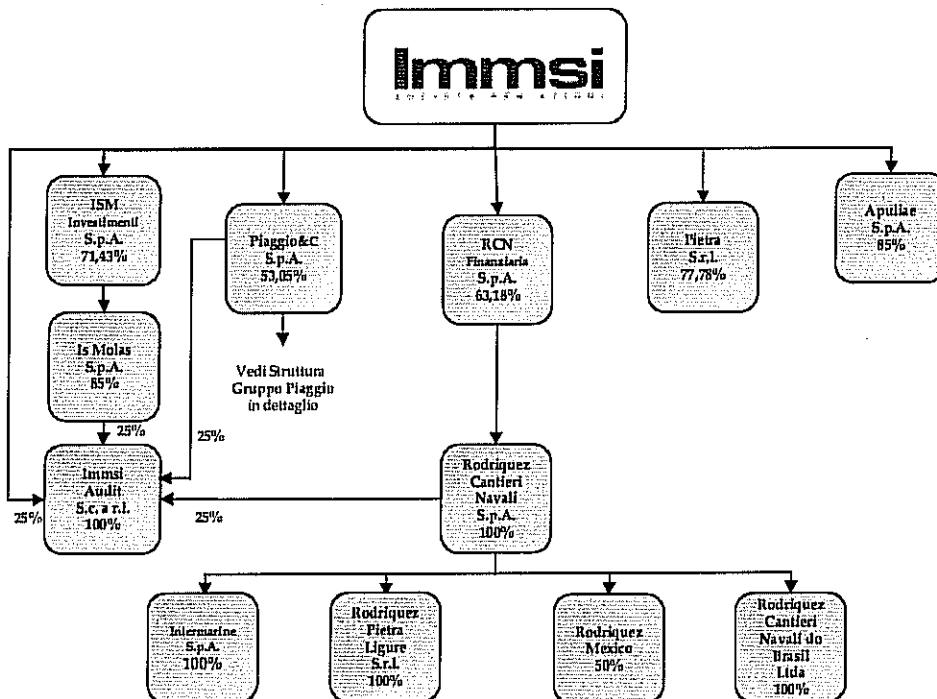 Immsi
ISM
Investimenti
S.p.A.
71,43%
Piaggio&C
S.p.A.
53,05%
RCN
Finanziaria
S.p.A.
63,18%
Pietra
S.r.l.
77,78%
Apuliae
S.p.A.
85%
Is Molas
S.p.A.
85%
Vedi Struttura
Gruppo Piaggio
in dettaglio
25%
25%
Immsi
Audit
S.c. a r.l.
100%
25%
25%
Rodriquez
Cantieri
Navali
S.p.A.
100%
Intermarine
S.p.A.
100%
Rodriquez
Pietra
Ligure
S.r.l.
100%
Rodriquez
Mexico
50%
Rodriquez
Cantieri
Navali do
Brasil
Ltda
100%